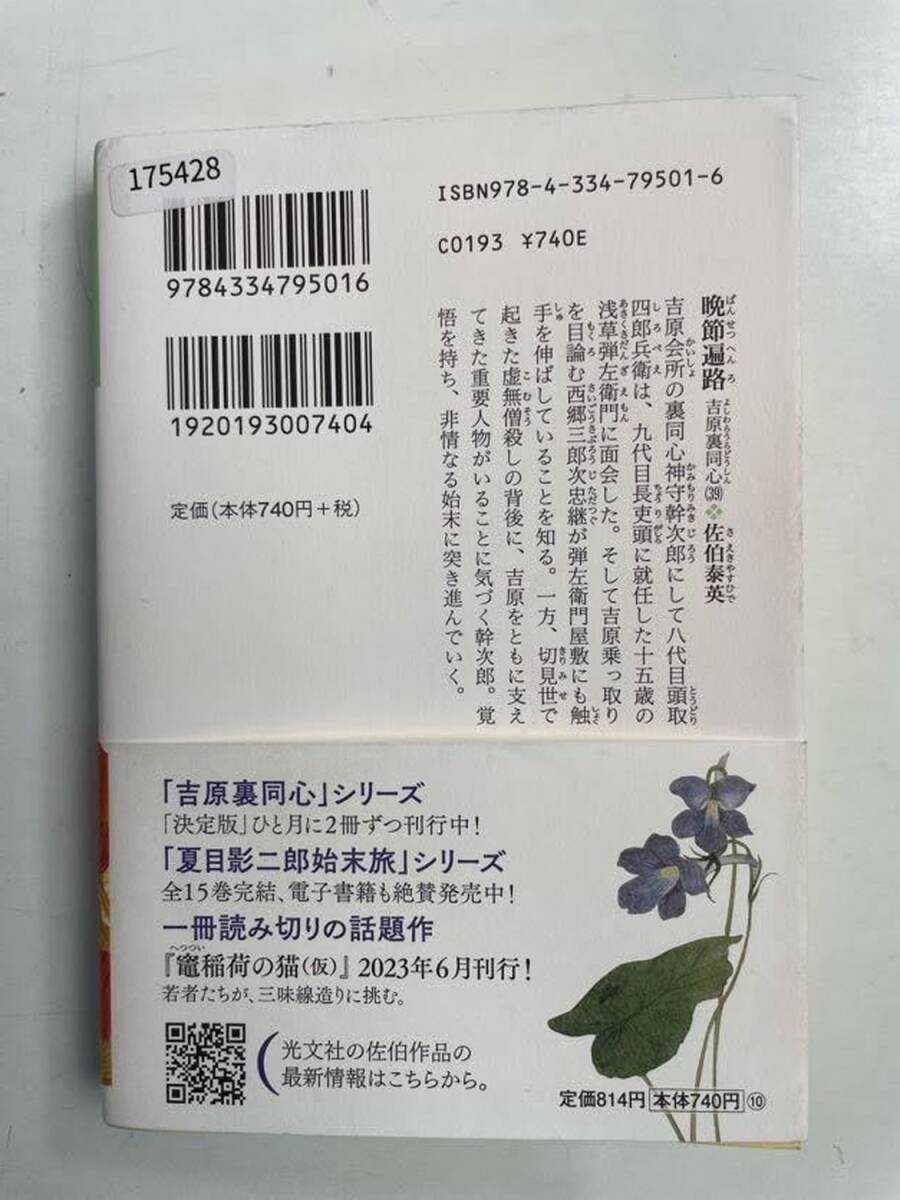 175428
9784334795016
1920193007404
定価(本体740円+税)
ISBN978-4-334-79501-6
C0193 ¥740E
晩節遍路 吉原裏同心(39)❖佐伯泰英
吉原会所の裏同心神守幹次郎にして八代目頭取
四郎兵衛は、九代目長吏頭に就任した十五歳の
浅草弾左衛門に面会した。そして吉原乗っ取り
を目論む西郷三郎次忠継が弾左衛門屋敷にも触
手を伸ばしていることを知る。一方、切見世で
起きた虚無僧殺しの背後に、吉原をともに支え
てきた重要人物がいることに気づく幹次郎。覚
悟を持ち、非情なる始末に突き進んでいく。
「吉原裏同心」シリーズ
「決定版」ひと月に2冊ずつ刊行中!
「夏目影二郎始末旅」シリーズ
全15巻完結、電子書籍も絶賛発売中!
一冊読み切りの話題作
『竈稲荷の猫(仮)』2023年6月刊行!
若者たちが、三味線造りに挑む。
光文社の佐伯作品の
最新情報はこちらから。
定価814円 本体740円 ⑩